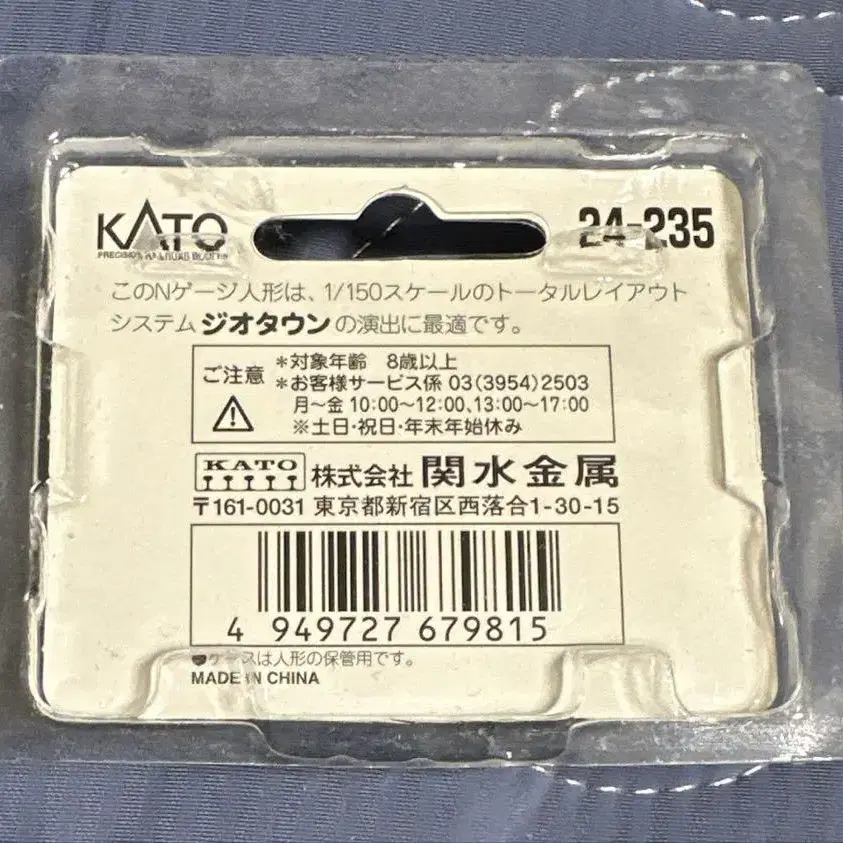 KATO 24-235
PRECISION RAILROAD MODELS
このNゲージ人形は、1/150スケールのトータルレイアウト
システム ジオタウン の演出に最適です。
ご注意
*対象年齢 8歳以上
*お客様サービス係 03(3954)2503
月〜金 10:00〜12:00、13:00〜17:00
※土日・祝日・年末年始休み
KATO 株式会社 関水金属
〒161-0031 東京都新宿区西落合1-30-15
4 949727 679815
●ケースは人形の保管用です。
MADE IN CHINA